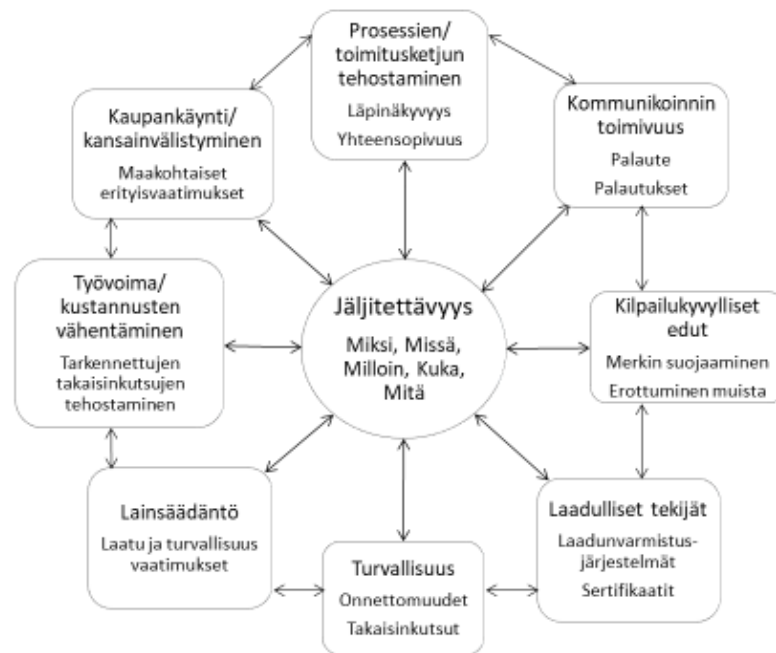 Prosessien/
toimitusketjun
tehostaminen
Läpinäkyvyys
Yhteensopivuus
Kommunikoinnin
toimivuus
Palaute
Palautukset
Kaupankäynti/
kansainvälistyminen
Maakohtaiset
erityisvaatimukset
Työvoima/
kustannusten
vähentäminen
Tarkennettujen
takaisinkutsujen
tehostaminen
Jäljitettävyys
Miksi, Missä,
Milloin, Kuka,
Mitä
Kilpailukyvylliset
edut
Merkin suojaaminen
Erottuminen muista
Lainsäädäntö
Laatu ja turvallisuus
vaatimukset
Turvallisuus
Onnettomuudet
Takaisinkutsut
Laadulliset tekijät
Laadunvarmistus-
järjestelmät
Sertifikaatit